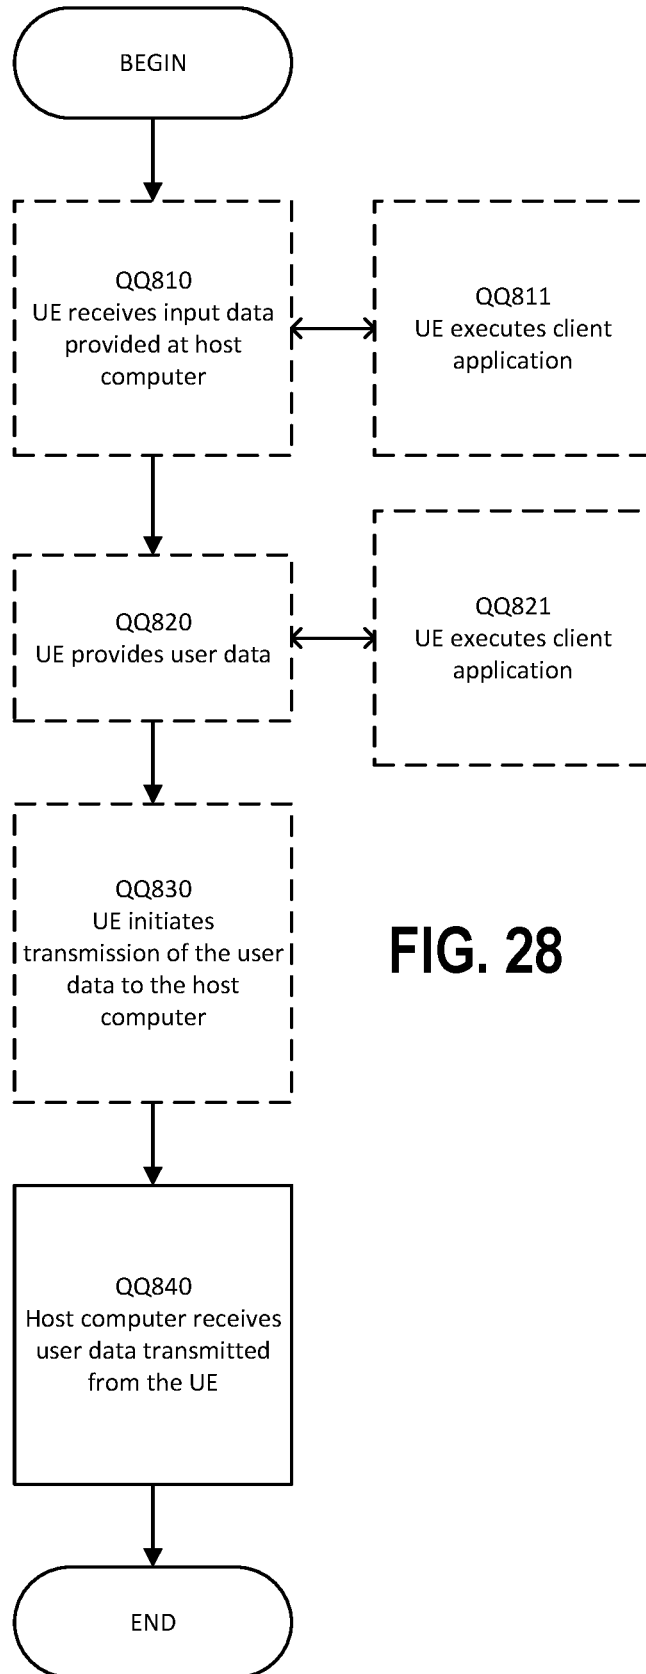 BEGIN
QQ810
UE receives input data
provided at host
computer
QQ811
UE executes client
application
QQ820
UE provides user data
QQ821
UE executes client
application
QQ830
UE initiates
transmission of the user
data to the host
computer
FIG. 28
QQ840
Host computer receives
user data transmitted
from the UE
END